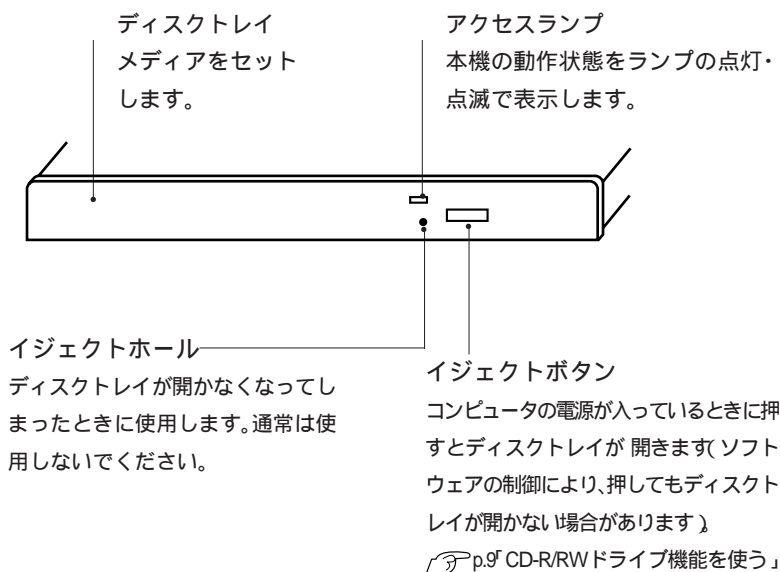 ディスクトレイ
メディアをセット
します。
アクセスランプ
本機の動作状態をランプの点灯・
点滅で表示します。
イジェクトホール
ディスクトレイが開かなくなってし
まったときに使用します。通常は使
用しないでください。
イジェクトボタン
コンピュータの電源が入っているときに押
すとディスクトレイが 開きます(ソフト
ウェアの制御により、押してもディスクト
レイが開かない場合があります)。
p.9「CD-R/RWドライブ機能を使う」